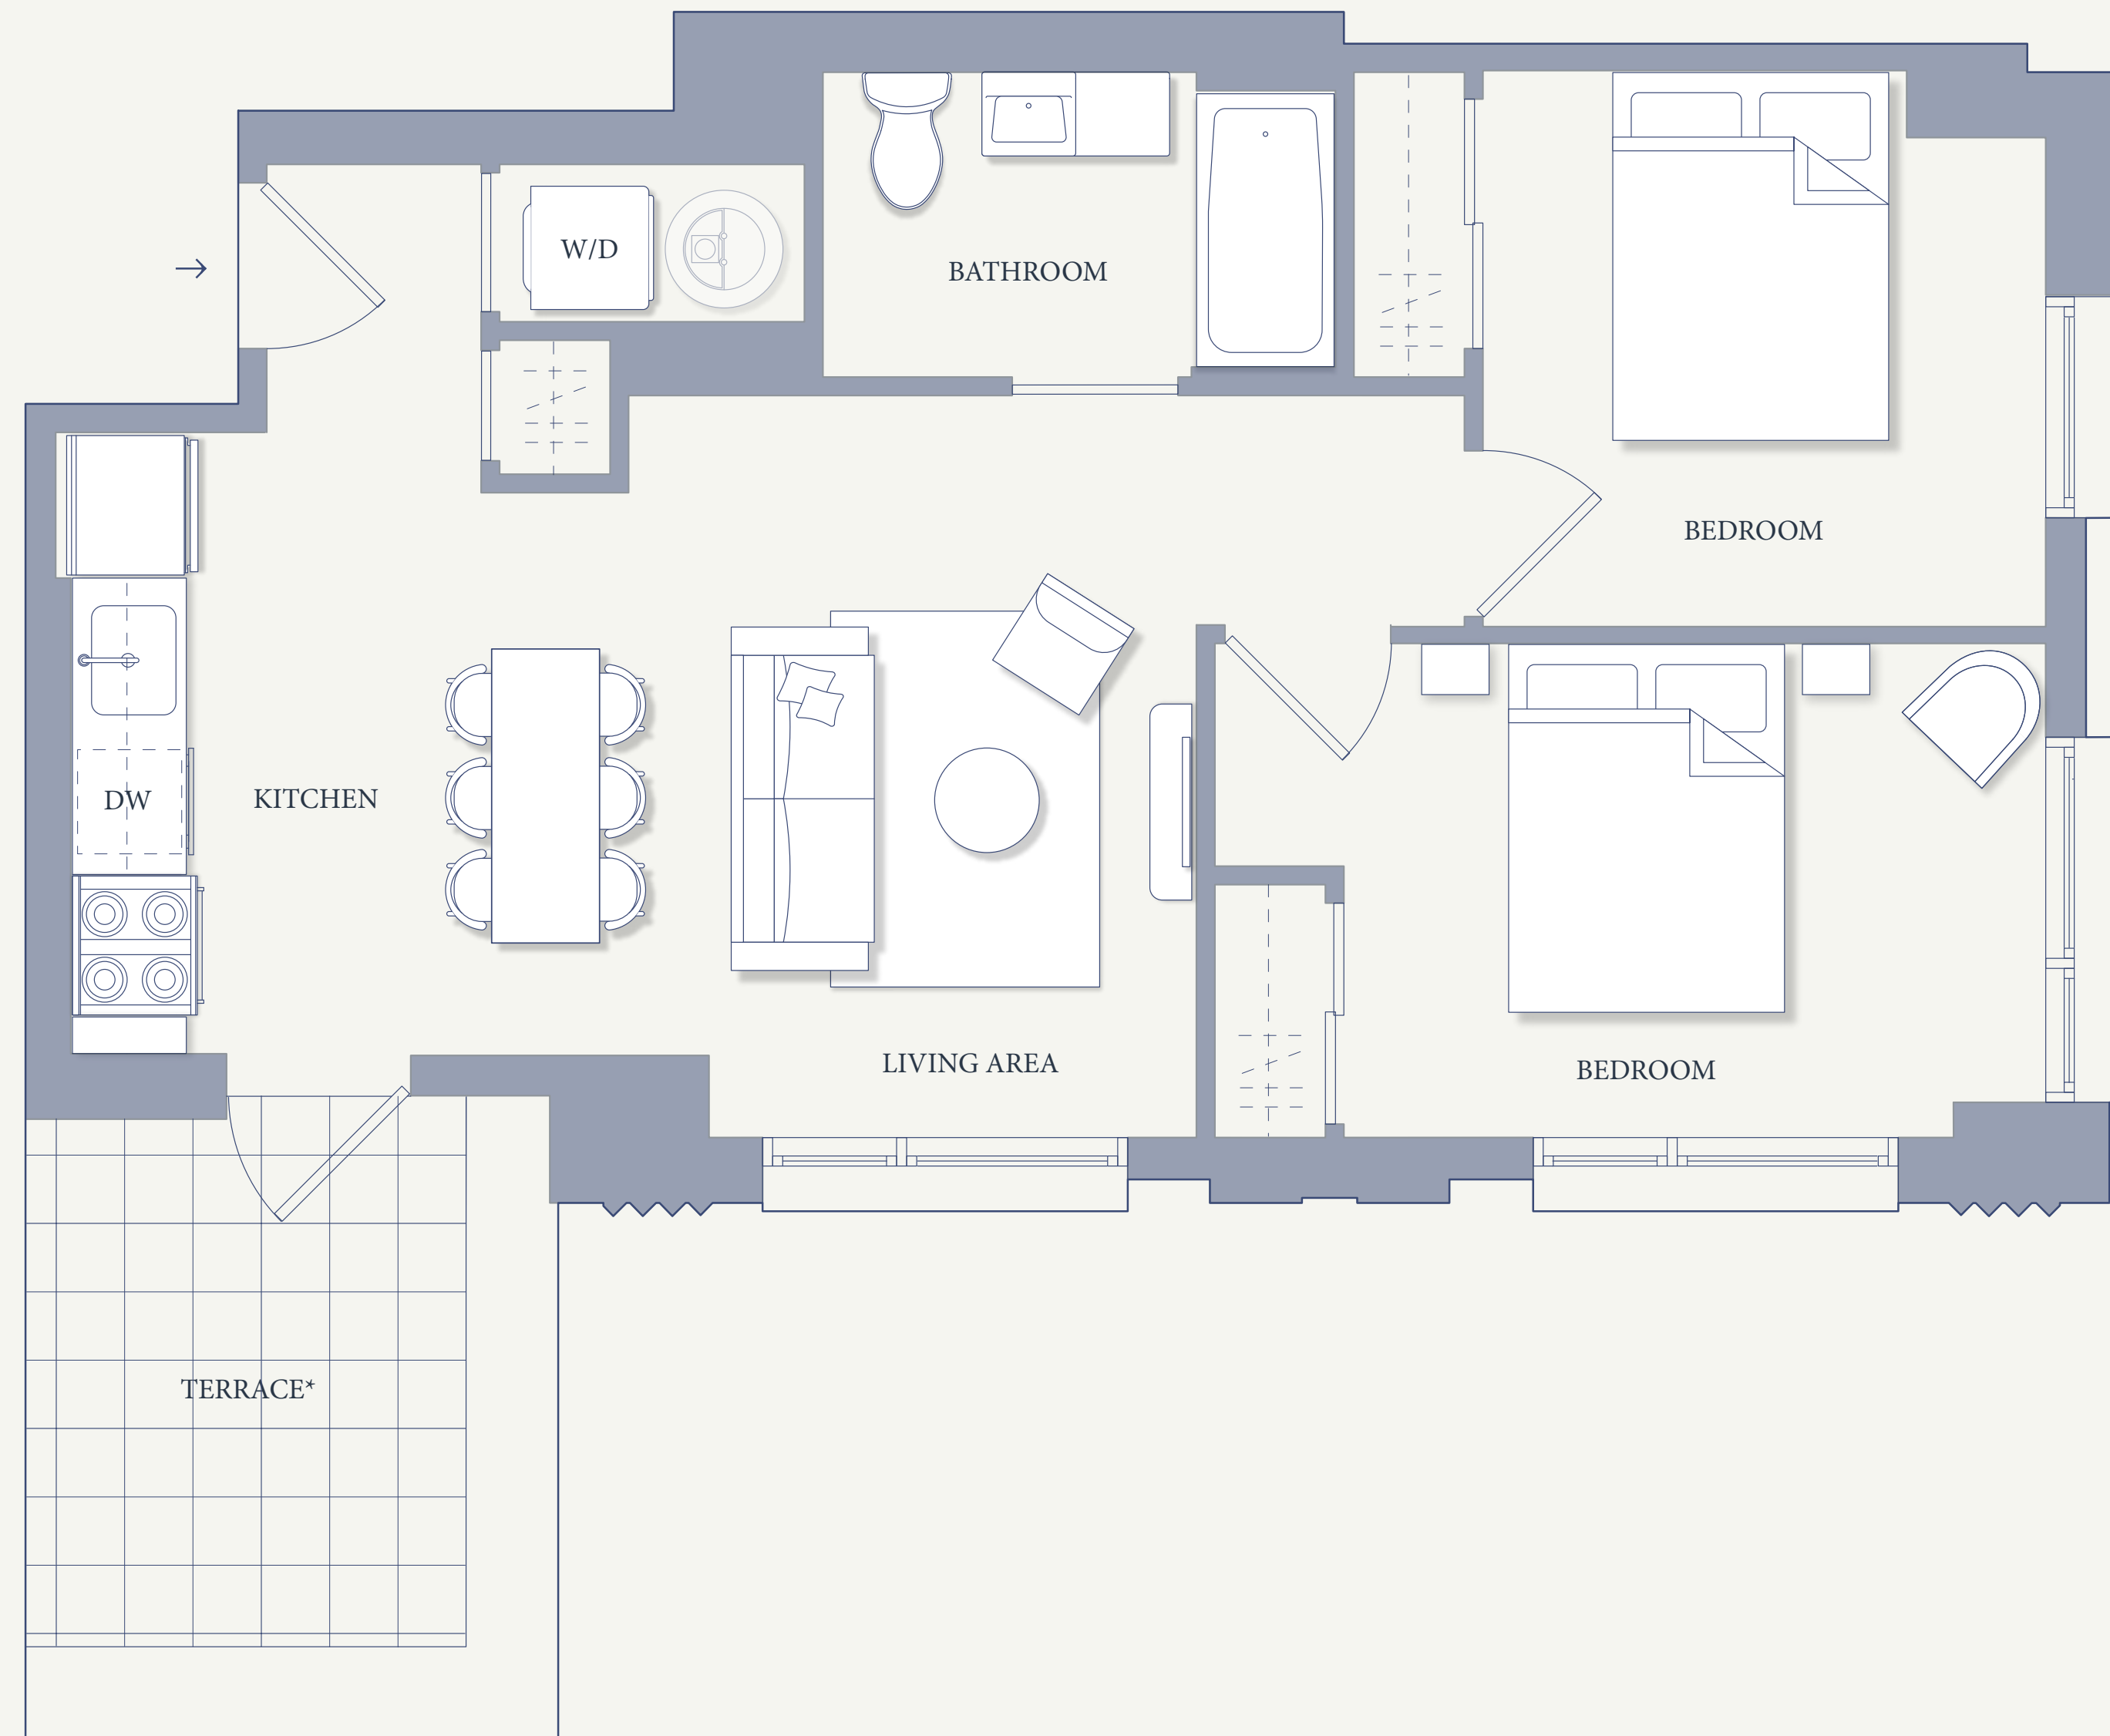 W/D
BATHROOM
BEDROOM
DW
KITCHEN
LIVING AREA
BEDROOM
TERRACE*